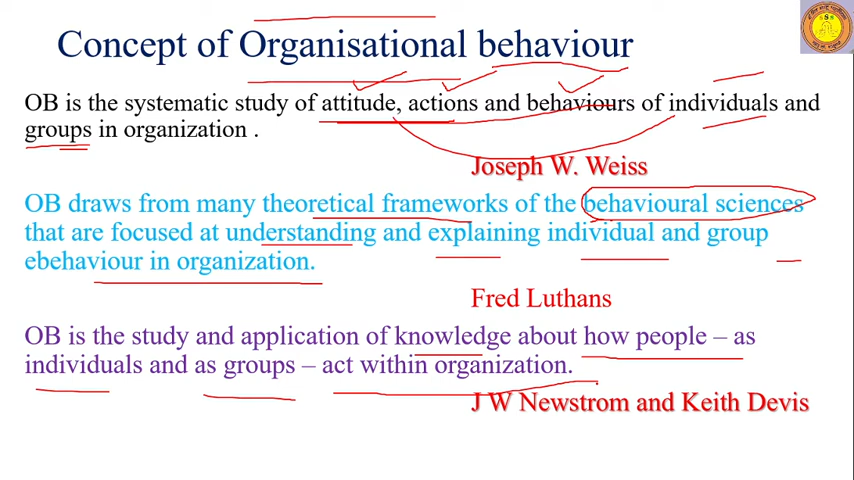 Concept of Organisational behaviour
OB is the systematic study of attitude, actions and behaviours of individuals and
groups in organization .
Joseph W. Weiss
OB draws from many theoretical frameworks of the behavioural sciences
that are focused at understanding and explaining individual and group
ebehaviour in organization.
Fred Luthans
OB is the study and application of knowledge about how people – as
individuals and as groups – act within organization.
J W Newstrom and Keith Devis